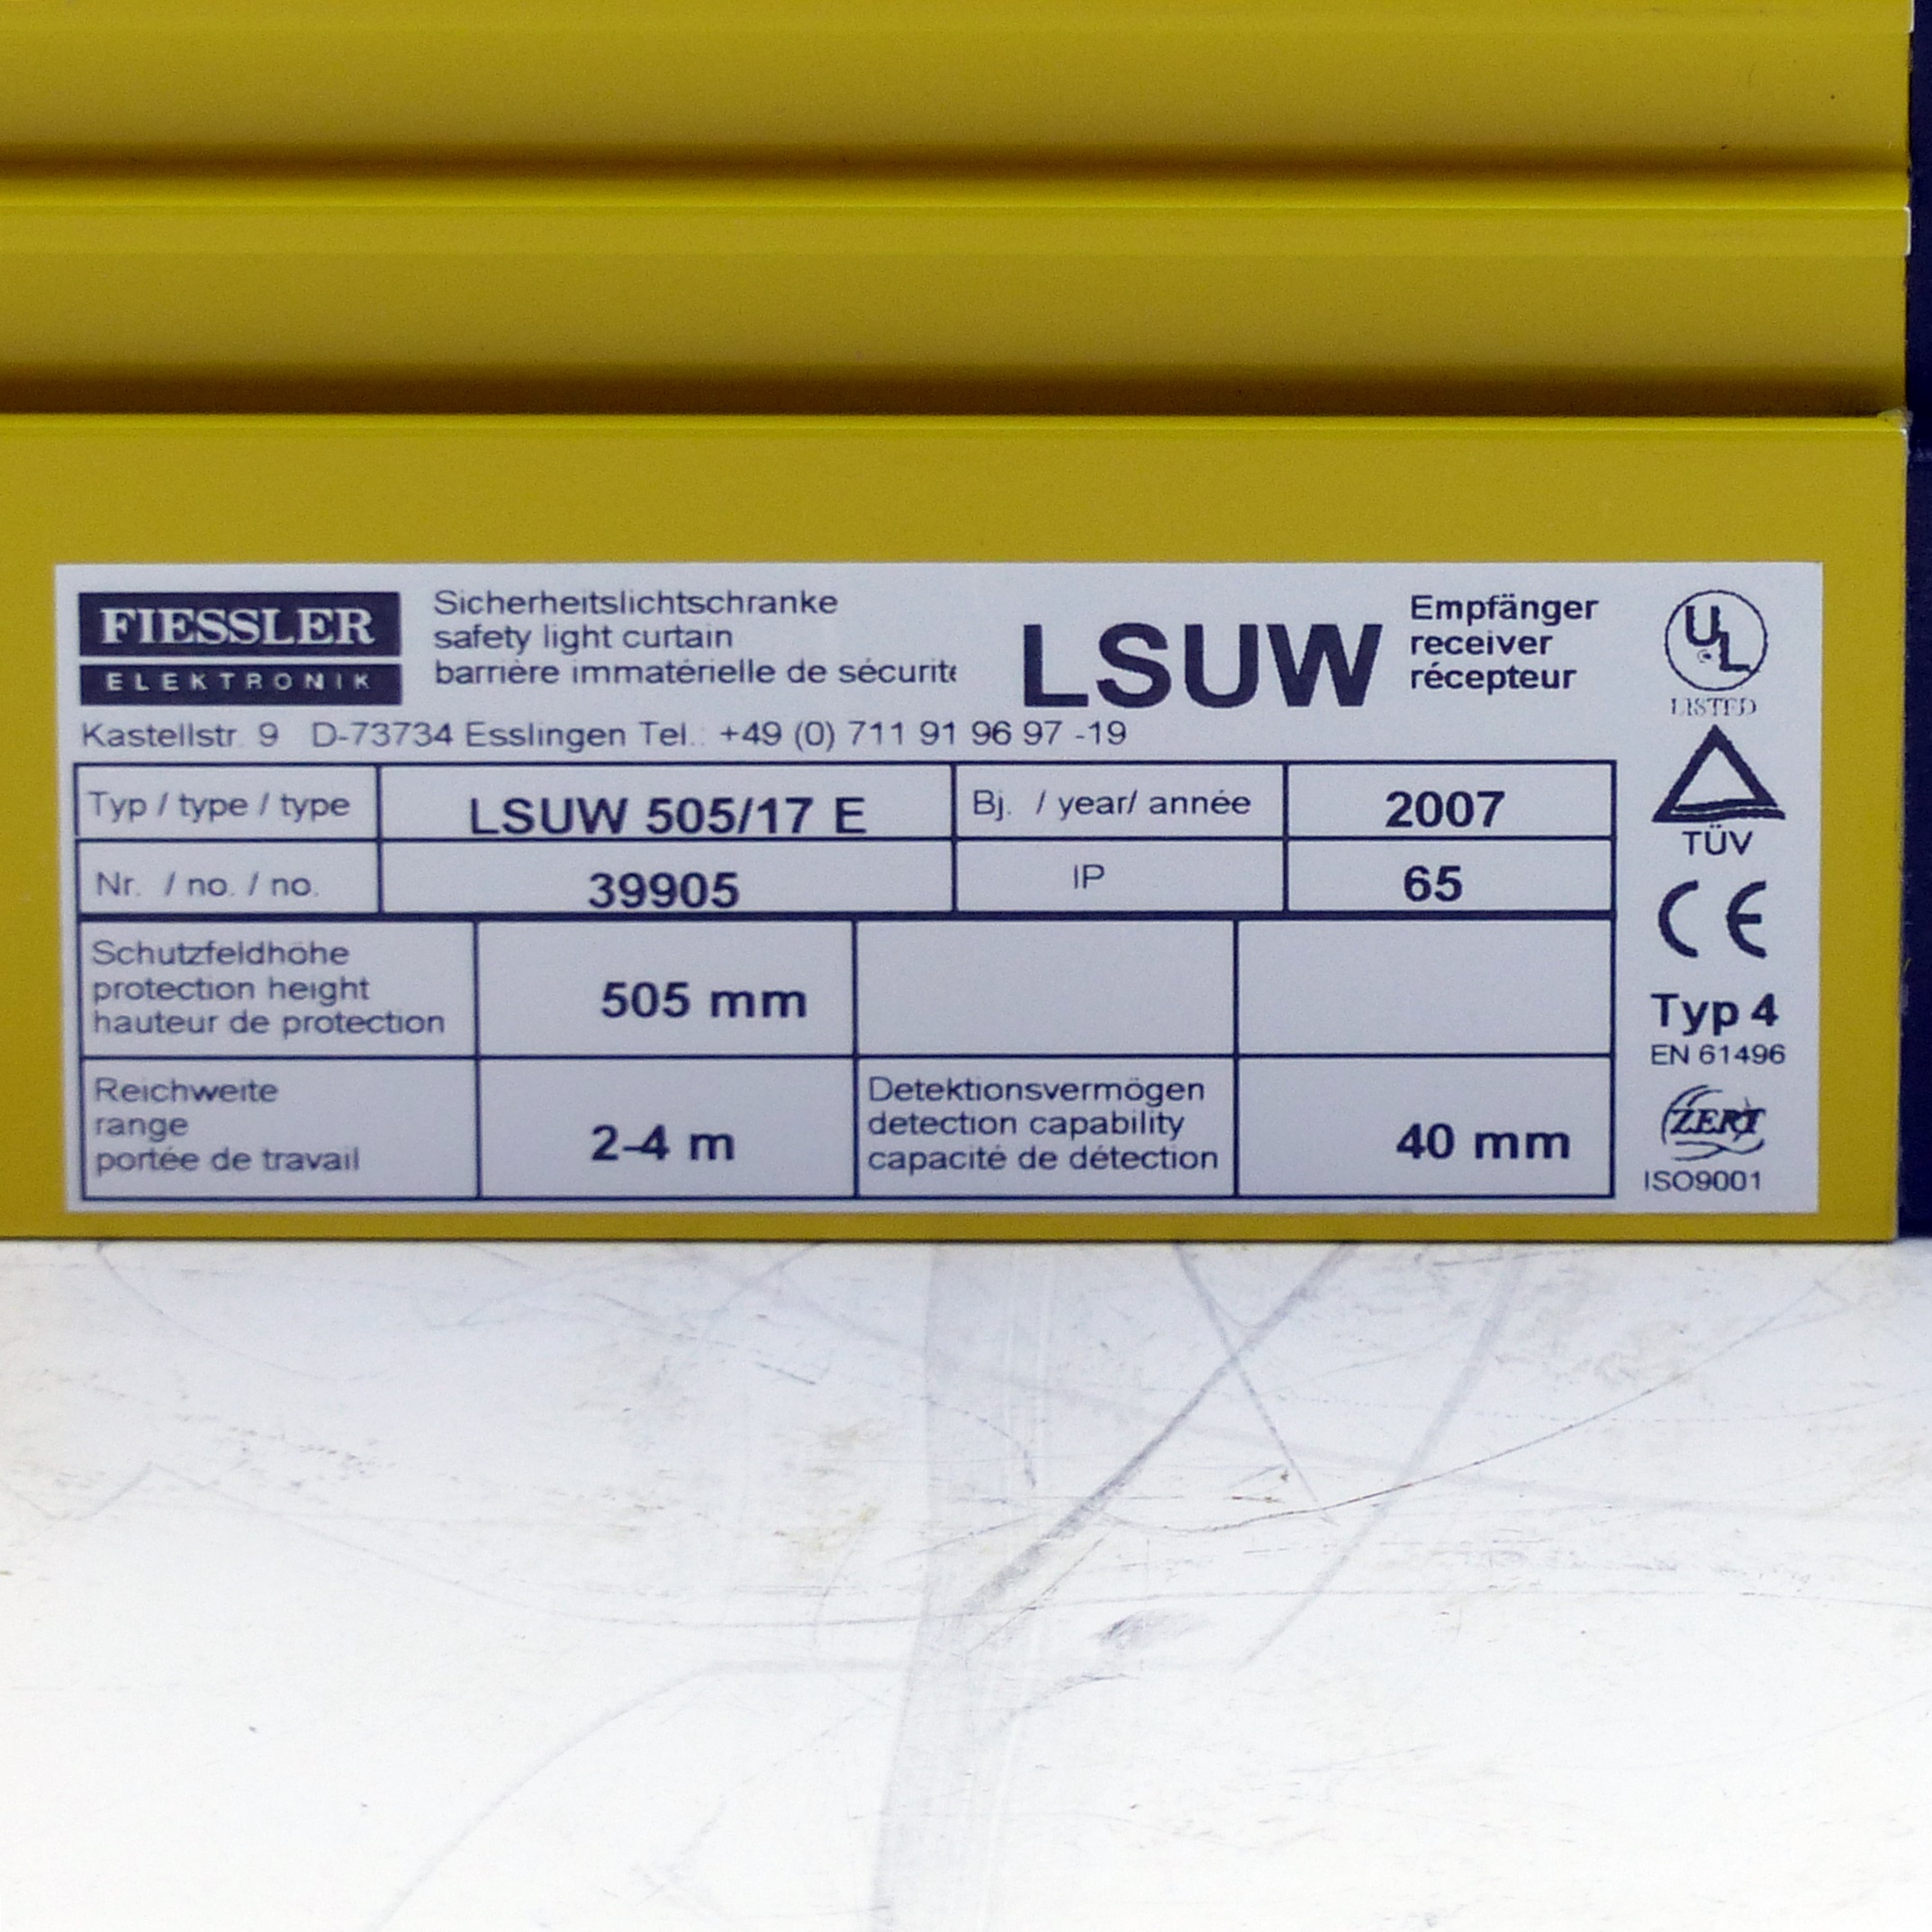 FIESSLER
ELEKTRONIK
Sicherheitslichtschranke
safety light curtain
barrière immatérielle de sécurité
LSUW
Empfänger
receiver
récepteur
Kastellstr. 9 D-73734 Esslingen Tel.: +49 (0) 711 91 96 97 -19
Typ / type / type LSUW 505/17 E Bj. / year/ année 2007
Nr. / no. / no. 39905 IP 65
Schutzfeldhöhe
protection height
hauteur de protection
505 mm
Reichweite
range
portée de travail
2-4 m
Detektionsvermögen
detection capability
capacité de détection
40 mm
UL
LISTED
TÜV
CE
Typ 4
EN 61496
ZERT
ISO9001